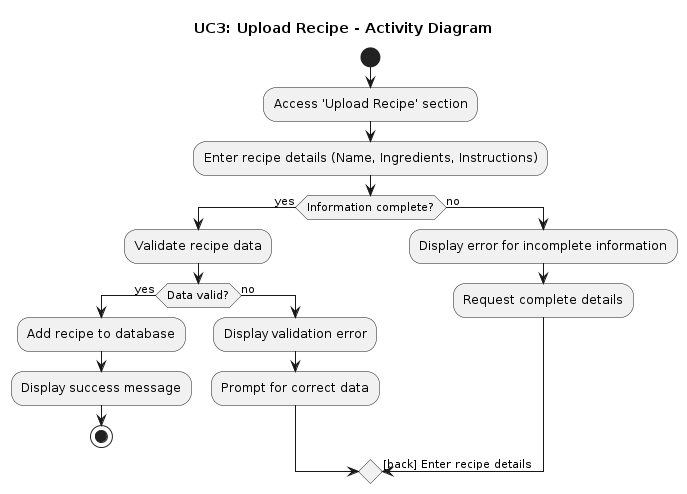 UC3: Upload Recipe - Activity Diagram
Access 'Upload Recipe' section
Enter recipe details (Name, Ingredients, Instructions)
yes
Information complete?
no
Validate recipe data
Display error for incomplete information
yes
Data valid?
no
Request complete details
Add recipe to database
Display validation error
Display success message
Prompt for correct data
[back] Enter recipe details